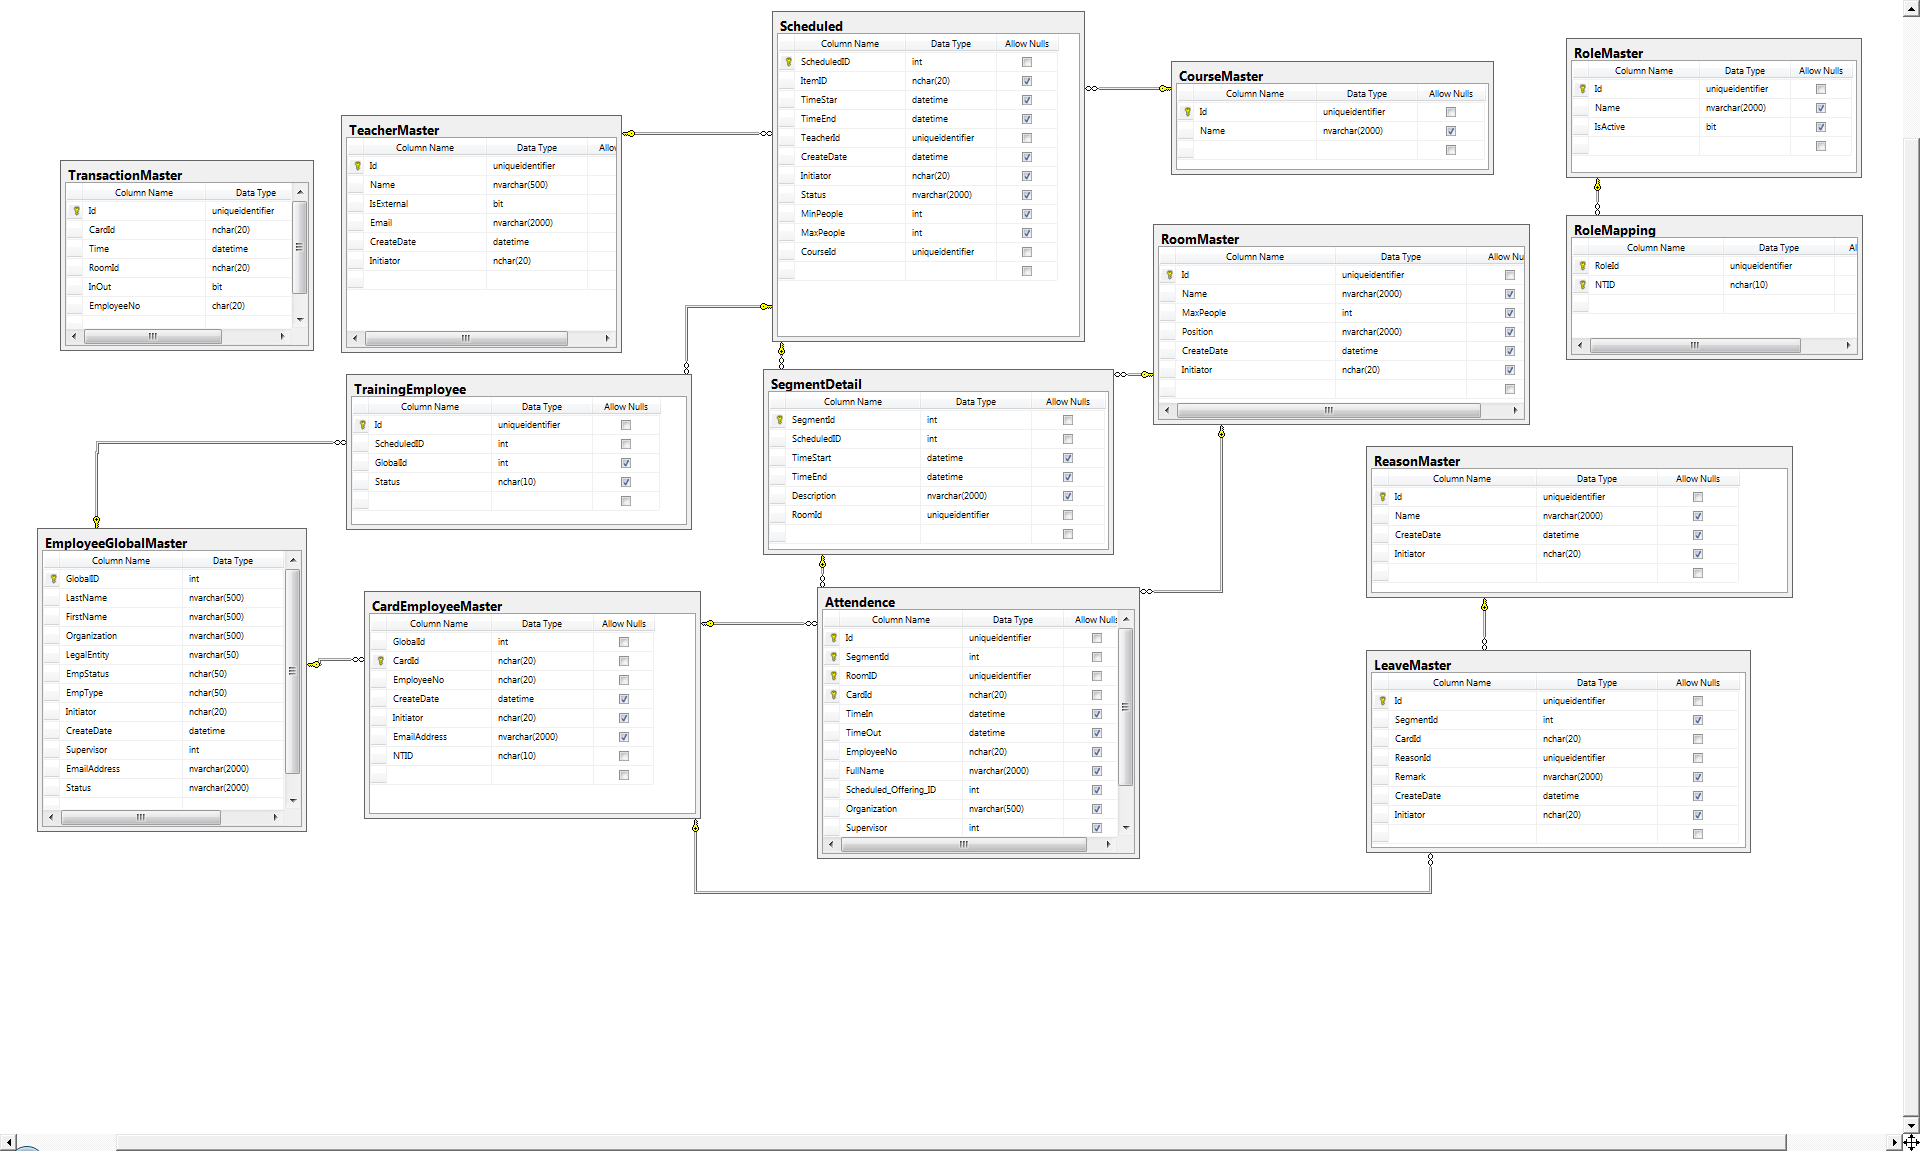 Scheduled
Column Name Data Type Allow Nulls
ScheduledID int
ItemID nchar(20)
TimeStar datetime
TimeEnd datetime
TeacherId uniqueidentifier
CreateDate datetime
Initiator nchar(20)
Status nvarchar(2000)
MinPeople int
MaxPeople int
CourseId uniqueidentifier
CourseMaster
Column Name Data Type Allow Nulls
Id uniqueidentifier
Name nvarchar(2000)
RoleMaster
Column Name Data Type Allow Nulls
Id uniqueidentifier
Name nvarchar(2000)
IsActive bit
TeacherMaster
Column Name Data Type Allow
Id uniqueidentifier
Name nvarchar(500)
IsExternal bit
Email nvarchar(2000)
CreateDate datetime
Initiator nchar(20)
TransactionMaster
Column Name Data Type
Id uniqueidentifier
CardId nchar(20)
Time datetime
RoomId nchar(20)
InOut bit
EmployeeNo char(20)
RoomMaster
Column Name Data Type Allow Nu
Id uniqueidentifier
Name nvarchar(2000)
MaxPeople int
Position nvarchar(2000)
CreateDate datetime
Initiator nchar(20)
RoleMapping
Column Name Data Type Al
RoleId uniqueidentifier
NTID nchar(10)
TrainingEmployee
Column Name Data Type Allow Nulls
Id uniqueidentifier
ScheduledID int
GlobalId int
Status nchar(10)
SegmentDetail
Column Name Data Type Allow Nulls
SegmentId int
ScheduledID int
TimeStart datetime
TimeEnd datetime
Description nvarchar(2000)
RoomId uniqueidentifier
ReasonMaster
Column Name Data Type Allow Nulls
Id uniqueidentifier
Name nvarchar(2000)
CreateDate datetime
Initiator nchar(20)
EmployeeGlobalMaster
Column Name Data Type
GlobalID int
LastName nvarchar(500)
FirstName nvarchar(500)
Organization nvarchar(500)
LegalEntity nvarchar(50)
EmpStatus nchar(50)
EmpType nchar(50)
Initiator nchar(20)
CreateDate datetime
Supervisor int
EmailAddress nvarchar(2000)
Status nvarchar(2000)
CardEmployeeMaster
Column Name Data Type Allow Nulls
GlobalId int
CardId nchar(20)
EmployeeNo nchar(20)
CreateDate datetime
Initiator nchar(20)
EmailAddress nvarchar(2000)
NTID nchar(10)
Attendence
Column Name Data Type Allow Nulls
Id uniqueidentifier
SegmentId int
RoomID uniqueidentifier
CardId nchar(20)
TimeIn datetime
TimeOut datetime
EmployeeNo nchar(20)
FullName nvarchar(2000)
Scheduled_Offering_ID int
Organization nvarchar(500)
Supervisor int
LeaveMaster
Column Name Data Type Allow Nulls
Id uniqueidentifier
SegmentId int
CardId nchar(20)
ReasonId uniqueidentifier
Remark nvarchar(2000)
CreateDate datetime
Initiator nchar(20)